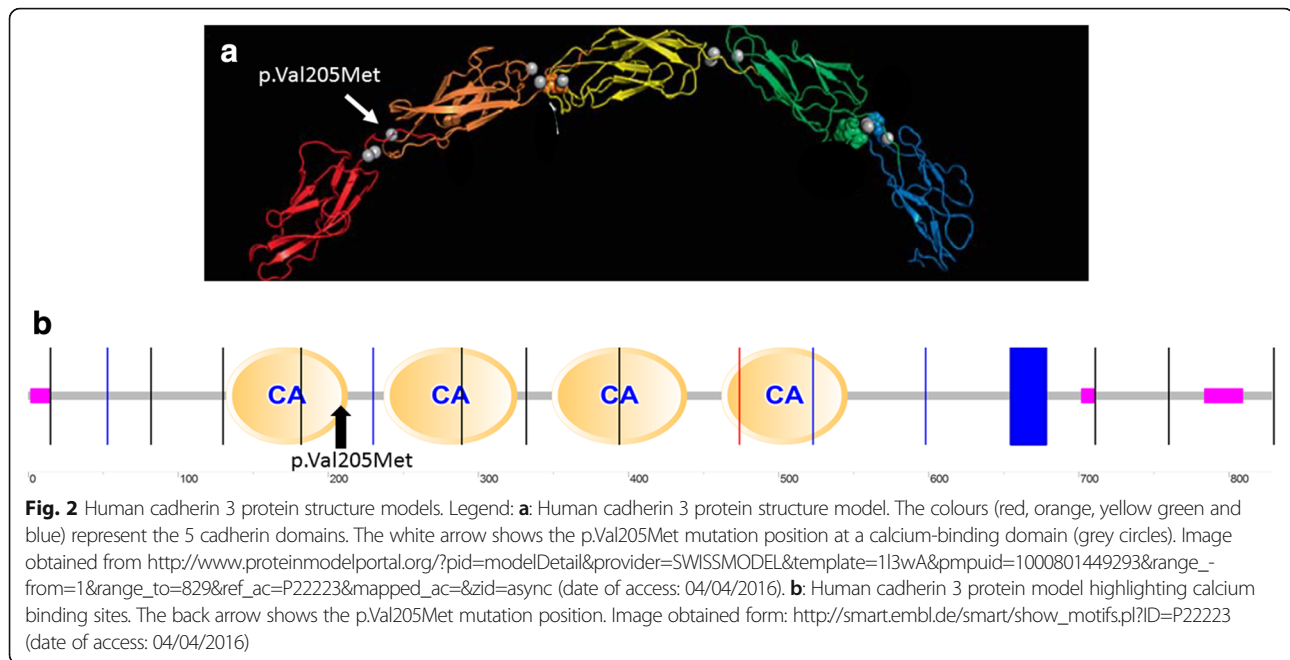 a
p.Val205Met
b
CA CA CA CA
p.Val205Met
0 100 200 300 400 500 600 700 800
Fig. 2 Human cadherin 3 protein structure models. Legend: a: Human cadherin 3 protein structure model. The colours (red, orange, yellow green and
blue) represent the 5 cadherin domains. The white arrow shows the p.Val205Met mutation position at a calcium-binding domain (grey circles). Image
obtained from http://www.proteinmodelportal.org/?pid=modelDetail&provider=SWISSMODEL&template=1l3wA&pmpuid=1000801449293&range_-
from=1&range_to=829&ref_ac=P22223&mapped_ac=&zid=async (date of access: 04/04/2016). b: Human cadherin 3 protein model highlighting calcium
binding sites. The back arrow shows the p.Val205Met mutation position. Image obtained form: http://smart.embl.de/smart/show_motifs.pl?ID=P22223
(date of access: 04/04/2016)